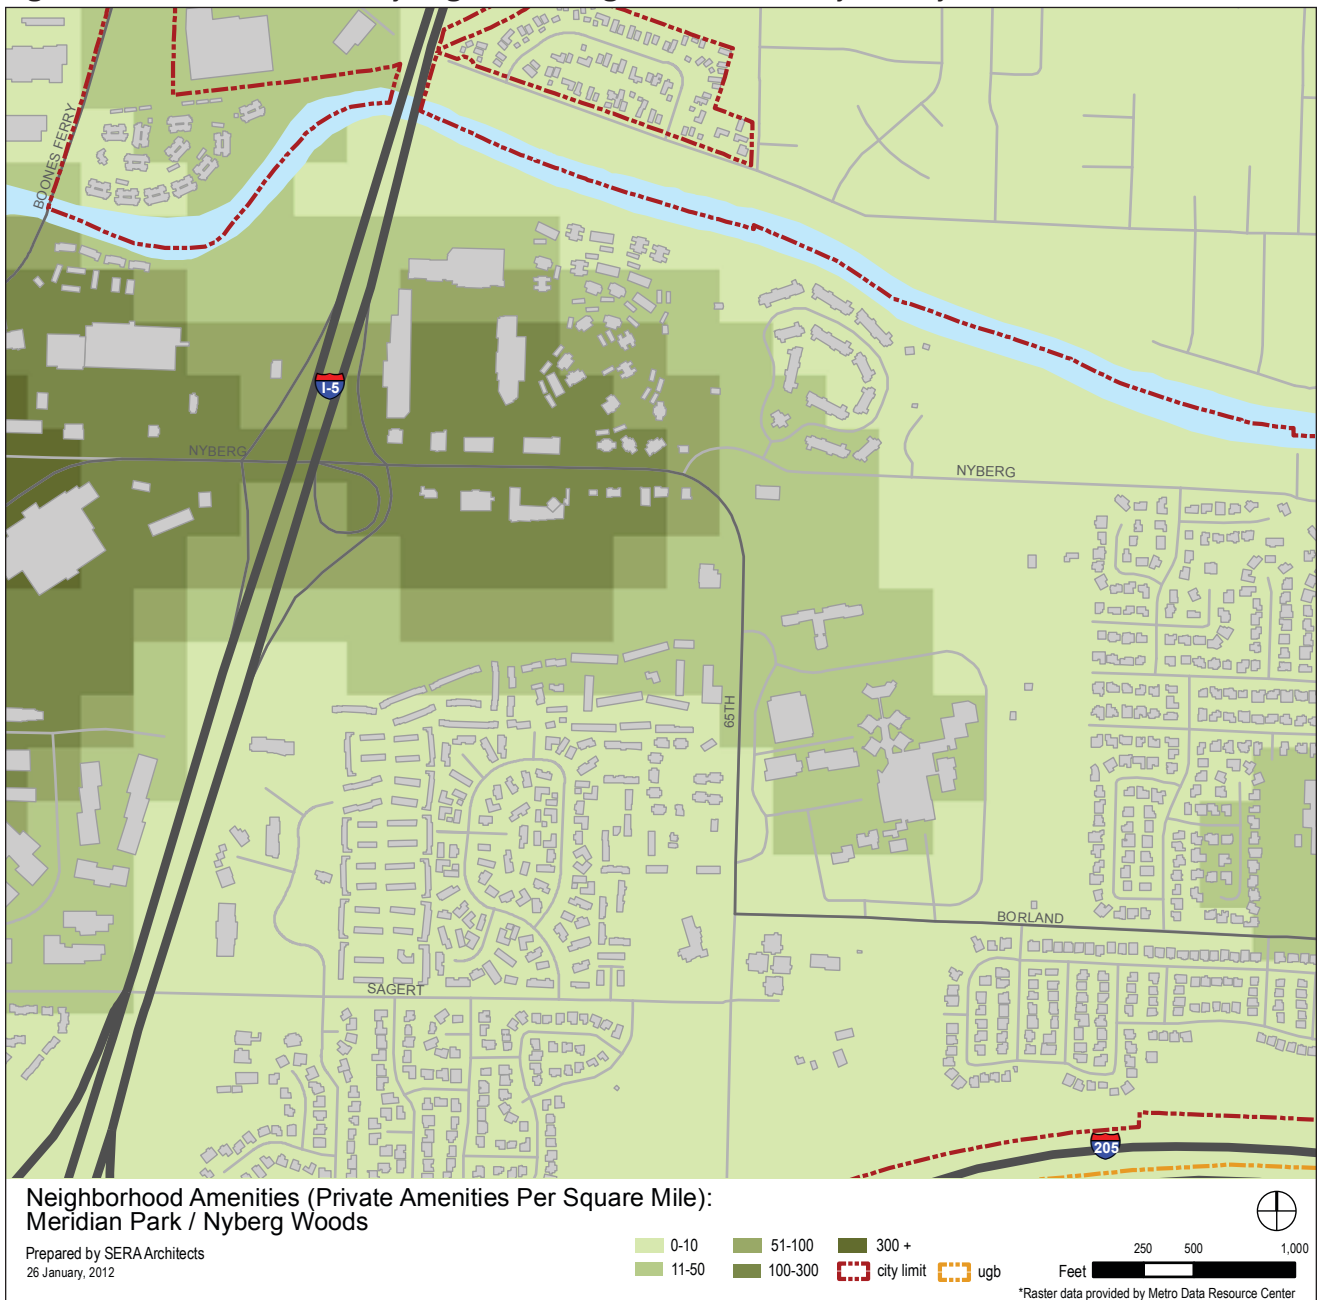 BOONES FERRY
I-5
NYBERG
NYBERG
65TH
BORLAND
SAGERT
205
Neighborhood Amenities (Private Amenities Per Square Mile):
Meridian Park / Nyberg Woods
Prepared by SERA Architects
26 January, 2012
0-10
51-100
300 +
11-50
100-300
city limit
ugb
250
500
1,000
Feet
*Raster data provided by Metro Data Resource Center